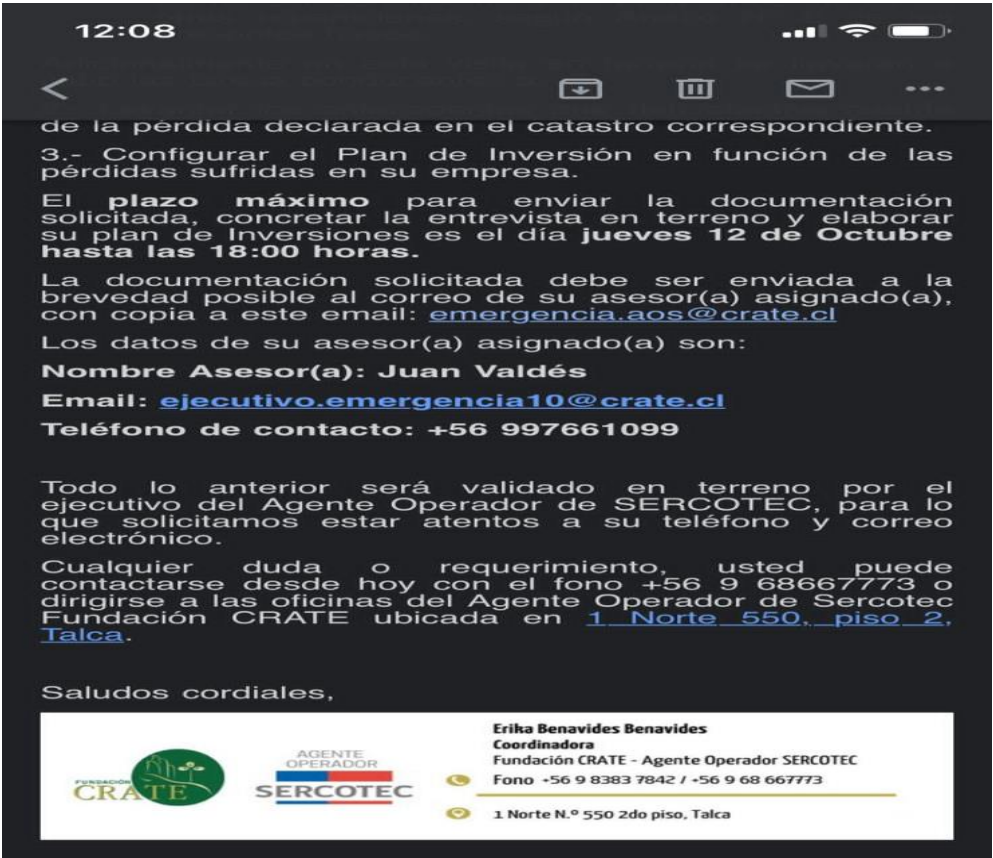 12:08
de la pérdida declarada en el catastro correspondiente.
3.- Configurar el Plan de Inversión en función de las
pérdidas sufridas en su empresa.
El plazo máximo para enviar la documentación
solicitada, concretar la entrevista en terreno y elaborar
su plan de Inversiones es el día jueves 12 de Octubre
hasta las 18:00 horas.
La documentación solicitada debe ser enviada a la
brevedad posible al correo de su asesor(a) asignado(a),
con copia a este email: emergencia.aos@crate.cl
Los datos de su asesor(a) asignado(a) son:
Nombre Asesor(a): Juan Valdés
Email: ejecutivo.emergencia10@crate.cl
Teléfono de contacto: +56 997661099
Todo lo anterior será validado en terreno por el
ejecutivo del Agente Operador de SERCOTEC, para lo
que solicitamos estar atentos a su teléfono y correo
electrónico.
Cualquier duda o requerimiento, usted puede
contactarse desde hoy con el fono +56 9 68667773 o
dirigirse a las oficinas del Agente Operador de Sercotec
Fundación CRATE ubicada en 1 Norte 550, piso 2,
Talca.
Saludos cordiales,
FUNDACIÓN
CRATE
AGENTE
OPERADOR
SERCOTEC
Erika Benavides Benavides
Coordinadora
Fundación CRATE - Agente Operador SERCOTEC
Fono +56 9 8383 7842 / +56 9 68 667773
1 Norte N.º 550 2do piso, Talca